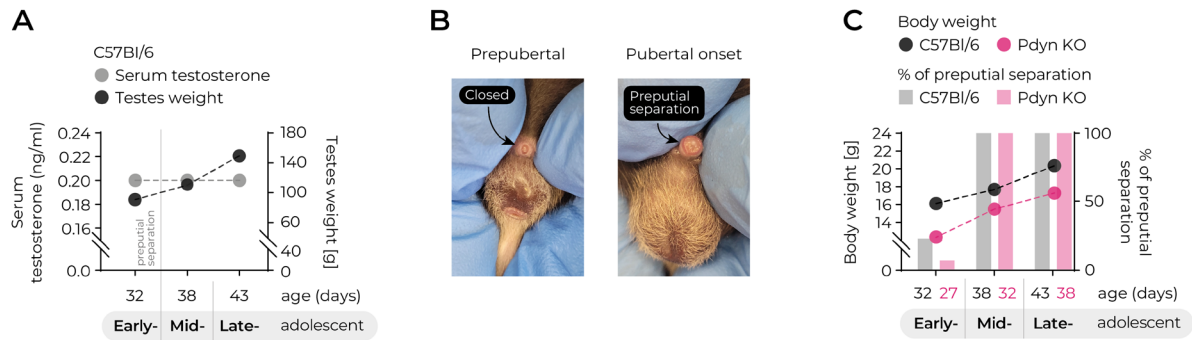 A
C57Bl/6
Serum testosterone
Testes weight
Serum
testosterone (ng/ml)
0.24
0.22
0.20
0.18
0.16
0.0
preputial
separation
180
150
120
90
60
40
0
Testes weight [g]
32 38 43 age (days)
Early- Mid- Late- adolescent
B
Prepubertal Pubertal onset
Closed
Preputial
separation
C
Body weight
C57Bl/6 Pdyn KO
% of preputial separation
C57Bl/6 Pdyn KO
Body weight [g]
24
20
18
16
14
0
100
50
0
% of preputial
separation
32 27 38 32 43 38 age (days)
Early- Mid- Late- adolescent